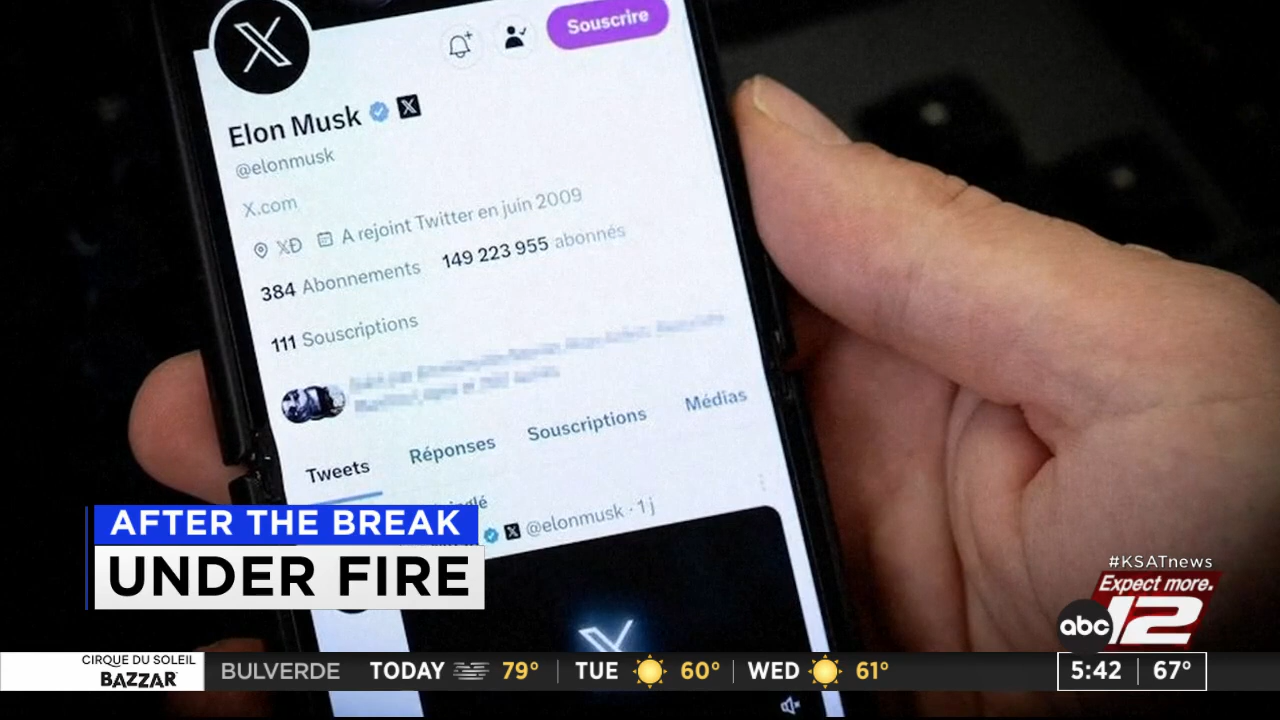 Souscrire
Elon Musk
@elonmusk
X.com
XĐ A rejoint Twitter en juin 2009
384 Abonnements 149 223 955 abonnés
111 Souscriptions
Tweets Réponses Souscriptions Médias
@elonmusk · 1 j
AFTER THE BREAK
UNDER FIRE
#KSATnews
Expect more.
abc 12
CIRQUE DU SOLEIL
BAZZAR
BULVERDE TODAY 79° TUE 60° WED 61° 5:42 67°